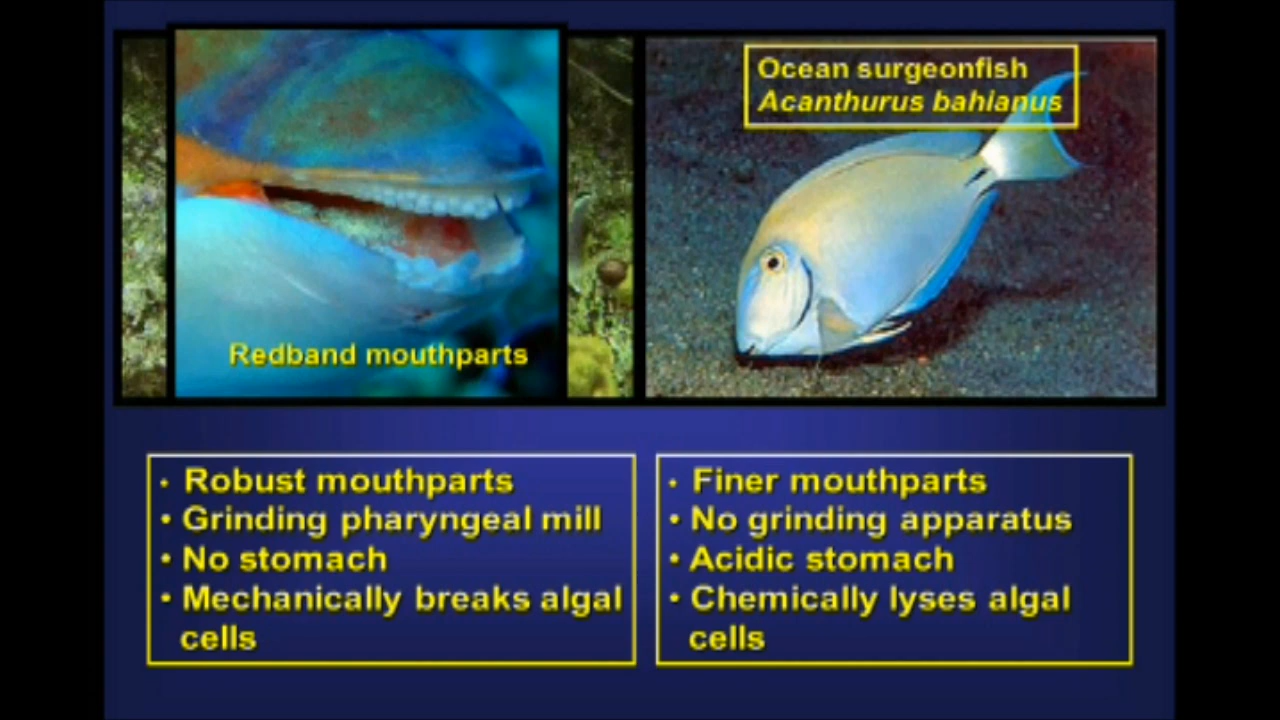 Ocean surgeonfish
Acanthurus bahianus
Redband mouthparts
• Robust mouthparts
• Grinding pharyngeal mill
• No stomach
• Mechanically breaks algal
cells
• Finer mouthparts
• No grinding apparatus
• Acidic stomach
• Chemically lyses algal
cells